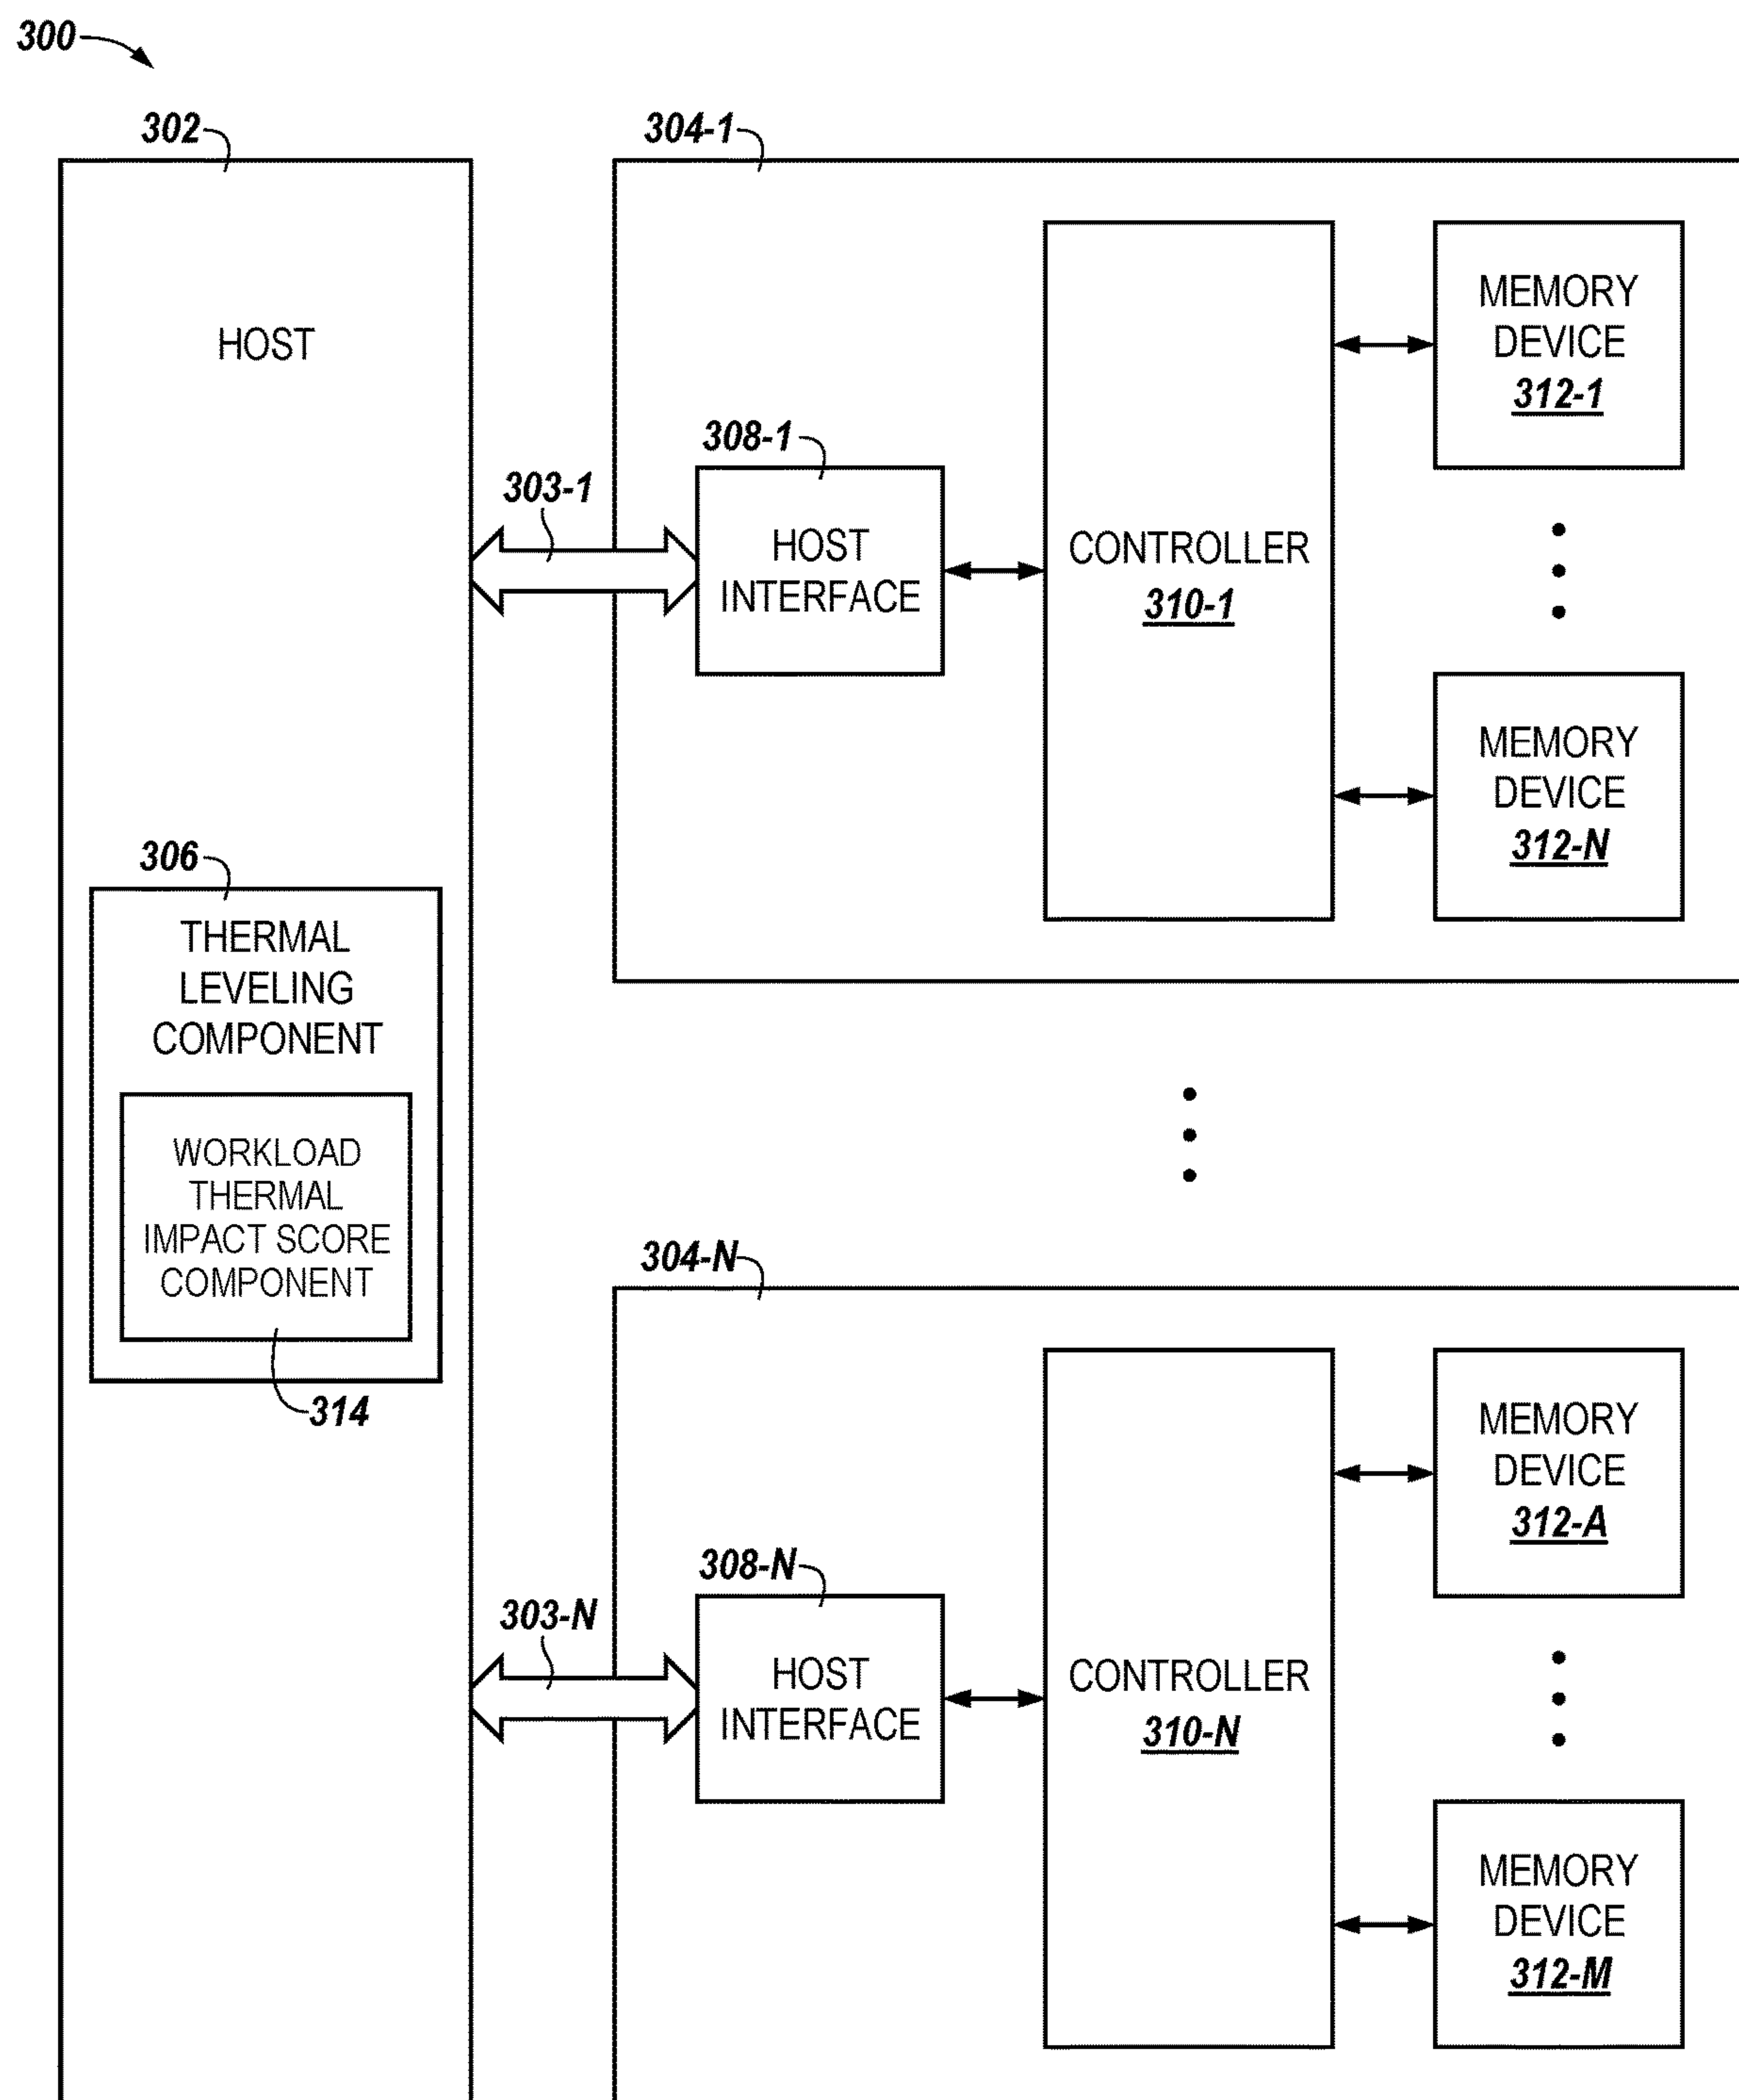 300
302
HOST
306
THERMAL
LEVELING
COMPONENT
WORKLOAD
THERMAL
IMPACT SCORE
COMPONENT
314
303-1
304-1
308-1
HOST
INTERFACE
CONTROLLER
310-1
MEMORY
DEVICE
312-1
MEMORY
DEVICE
312-N
303-N
304-N
308-N
HOST
INTERFACE
CONTROLLER
310-N
MEMORY
DEVICE
312-A
MEMORY
DEVICE
312-M